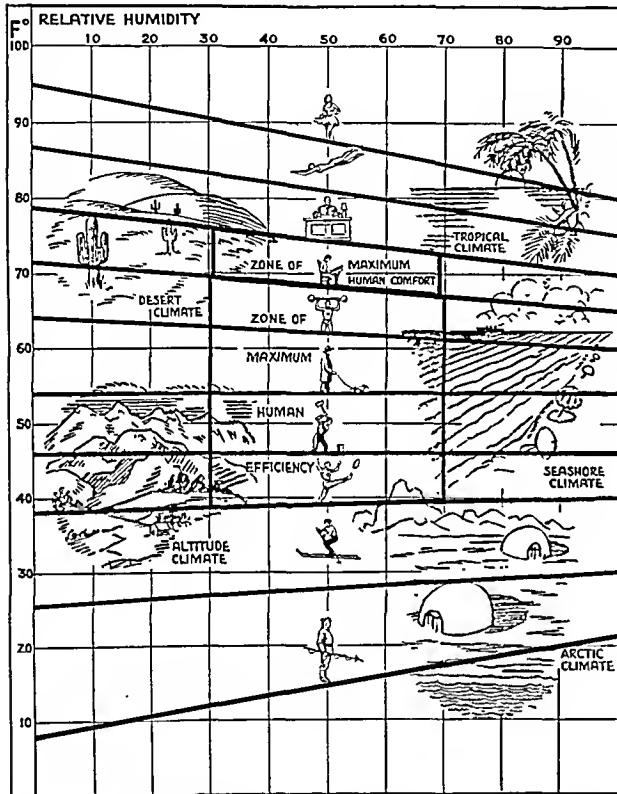 F° RELATIVE HUMIDITY
10 20 30 40 50 60 70 80 90
100
90
80
TROPICAL
CLIMATE
ZONE OF MAXIMUM
HUMAN COMFORT
70
DESERT
CLIMATE
ZONE OF
60
MAXIMUM
50
HUMAN
EFFICIENCY
SEASHORE
CLIMATE
40
ALTITUDE
CLIMATE
30
20
ARCTIC
CLIMATE
10